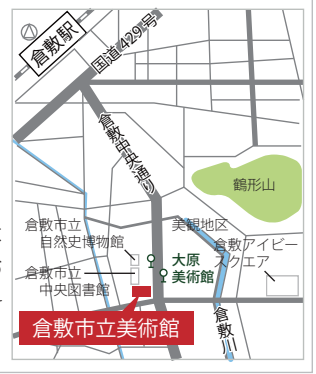 倉敷駅
国道429号
倉敷中央通り
鶴形山
倉敷市立
自然史博物館
美観地区
倉敷アイビー
スクエア
大原
美術館
倉敷市立
中央図書館
倉敷川
倉敷市立美術館